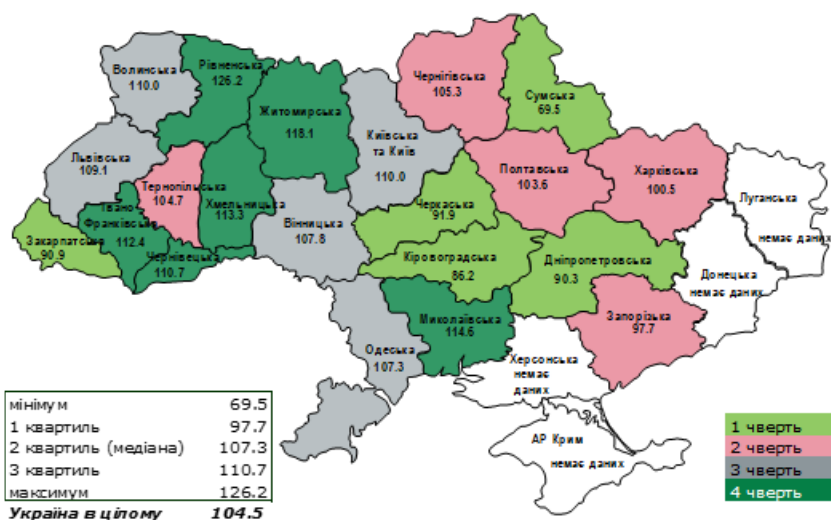 Волинська
110.0
Рівненська
126.2
Житомирська
118.1
Київська
та Київ
110.0
Чернігівська
105.3
Сумська
69.5
Львівська
109.1
Тернопільська
104.7
Хмельницька
113.3
Вінницька
107.8
Черкаська
91.9
Полтавська
103.6
Харківська
100.5
Луганська
немає даних
Закарпатська
90.9
Івано
Франківська
112.4
Чернівецька
110.7
Кіровоградська
86.2
Дніпропетровська
90.3
Донецька
немає даних
Запорізька
97.7
Миколаївська
114.6
Одеська
107.3
Херсонська
немає
даних
АР Крим
немає даних
мінімум 69.5
1 квартиль 97.7
2 квартиль (медіана) 107.3
3 квартиль 110.7
максимум 126.2
Україна в цілому 104.5
1 чверть
2 чверть
3 чверть
4 чверть